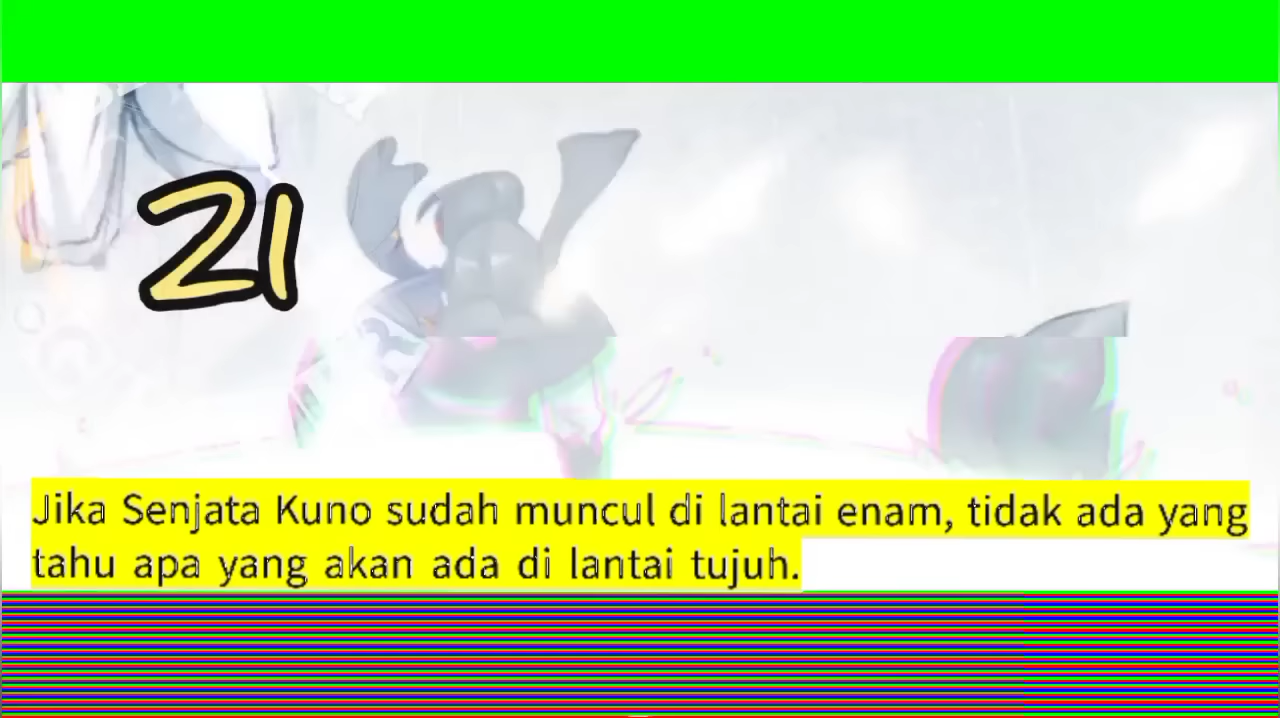 21
Jika Senjata Kuno sudah muncul di lantai enam, tidak ada yang
tahu apa yang akan ada di lantai tujuh.